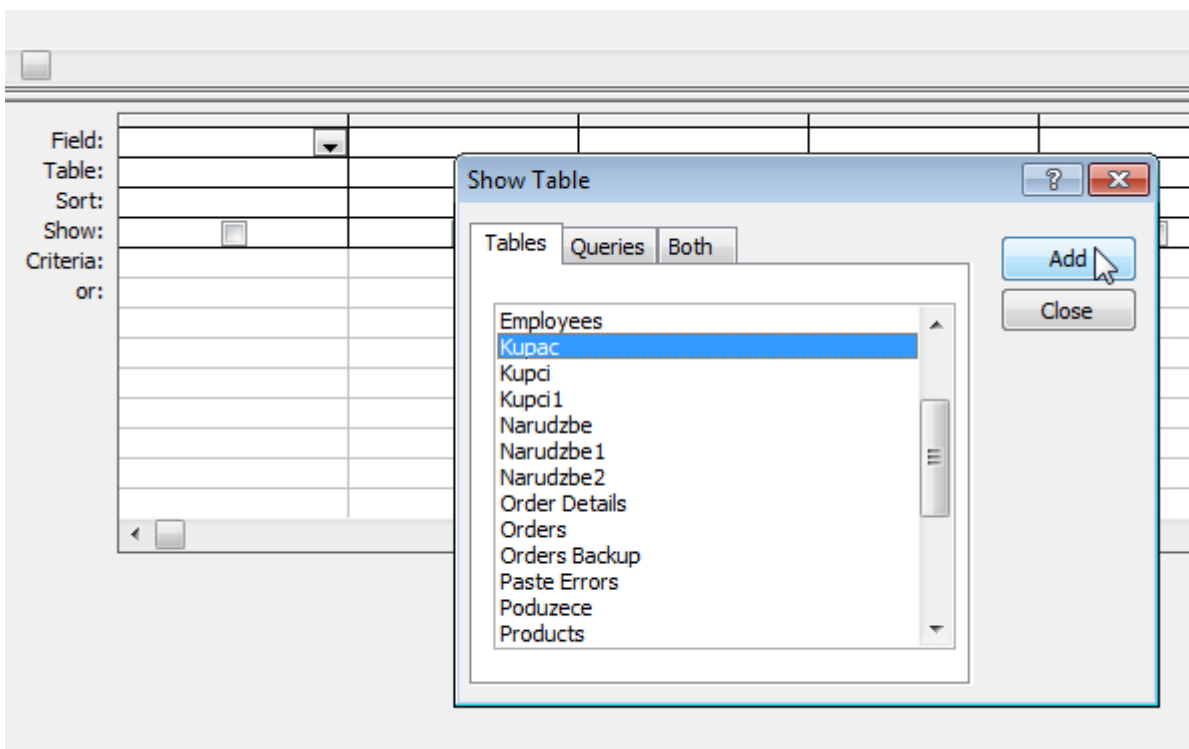 Field:
Table:
Sort:
Show:
Criteria:
or:
Show Table
?
Tables Queries Both
Add
Close
Employees
Kupac
Kupci
Kupci1
Narudzbe
Narudzbe1
Narudzbe2
Order Details
Orders
Orders Backup
Paste Errors
Poduzece
Products